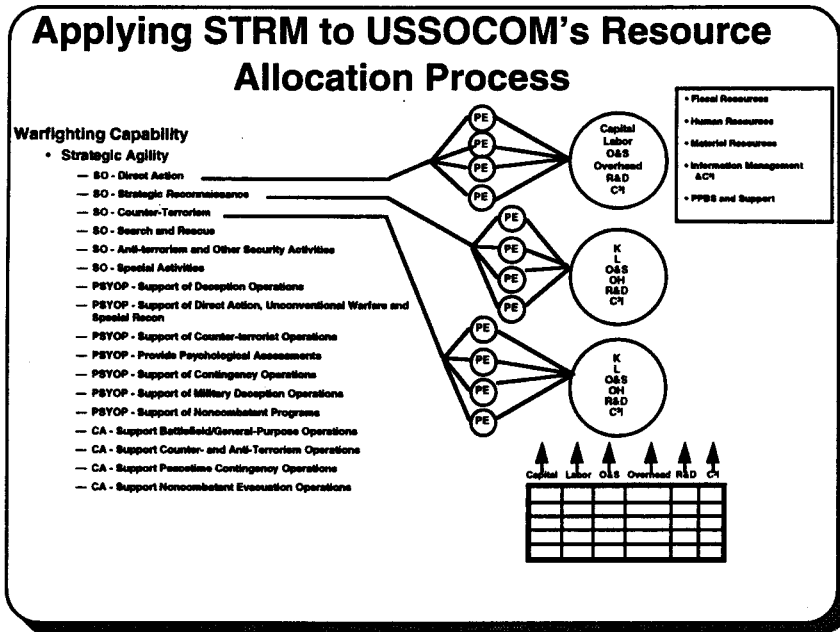 Applying STRM to USSOCOM's Resource
Allocation Process
Warfighting Capability
• Strategic Agility
— SO - Direct Action
— SO - Strategic Reconnaissance
— SO - Counter-Terrorism
— SO - Search and Rescue
— SO - Anti-terrorism and Other Security Activities
— SO - Special Activities
— PSYOP - Support of Deception Operations
— PSYOP - Support of Direct Action, Unconventional Warfare and
Special Recon
— PSYOP - Support of Counter-terrorist Operations
— PSYOP - Provide Psychological Assessments
— PSYOP - Support of Contingency Operations
— PSYOP - Support of Military Deception Operations
— PSYOP - Support of Noncombatant Programs
— CA - Support Battlefield/General-Purpose Operations
— CA - Support Counter- and Anti-Terrorism Operations
— CA - Support Peacetime Contingency Operations
— CA - Support Noncombatant Evacuation Operations
PE
PE
PE
PE
Capital
Labor
O&S
Overhead
R&D
C³I
PE
PE
PE
PE
K
L
O&S
OH
R&D
C³I
PE
PE
PE
PE
K
L
O&S
OH
R&D
C³I
• Fiscal Resources
• Human Resources
• Material Resources
• Information Management
&C³I
• PPBS and Support
Capital Labor O&S Overhead R&D C³I